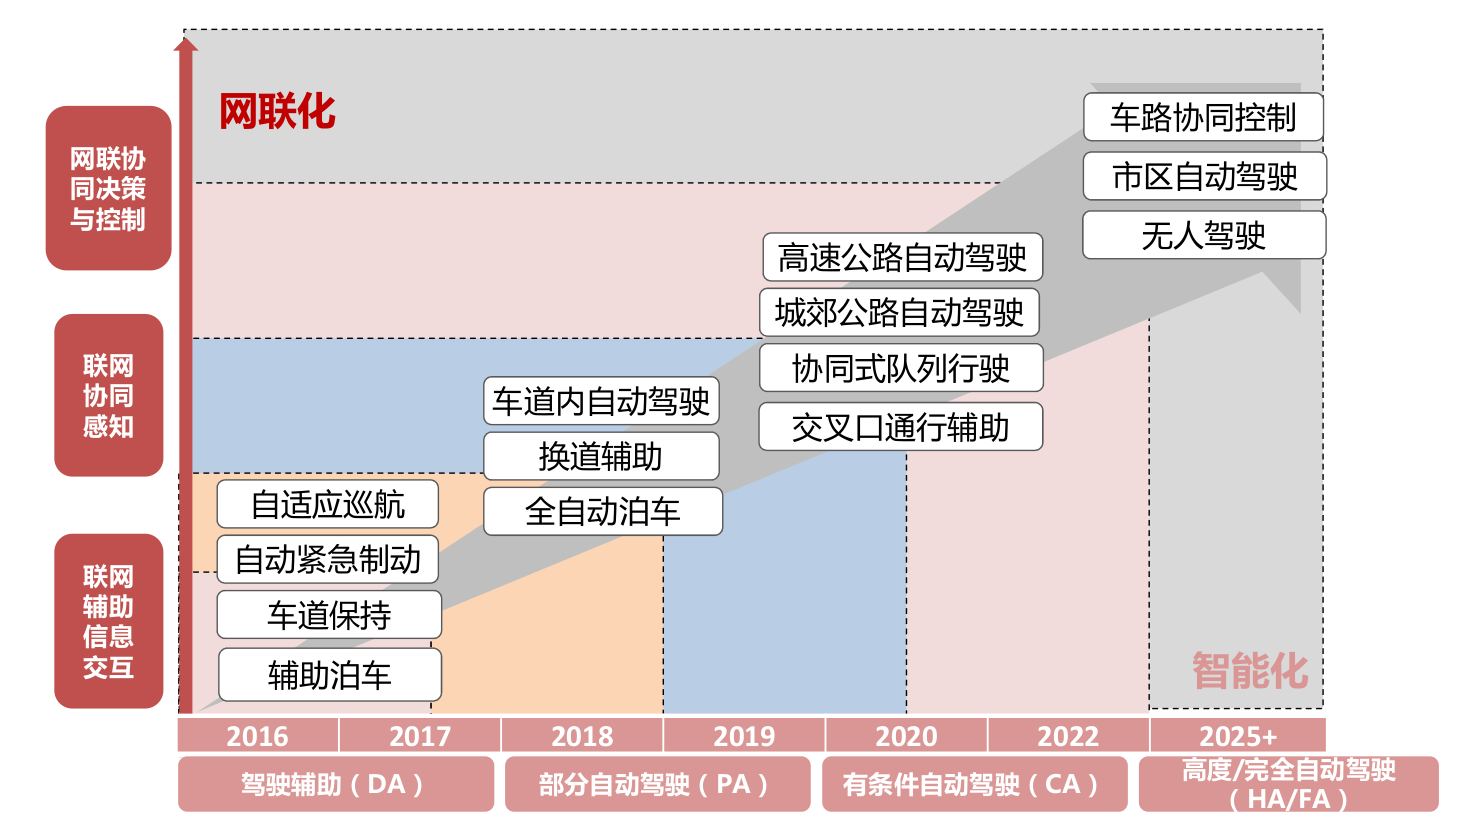 网联化
网联协
同决策
与控制
联网
协同
感知
联网
辅助
信息
交互
车路协同控制
市区自动驾驶
无人驾驶
高速公路自动驾驶
城郊公路自动驾驶
协同式队列行驶
交叉口通行辅助
车道内自动驾驶
换道辅助
全自动泊车
自适应巡航
自动紧急制动
车道保持
辅助泊车
智能化
2016 2017 2018 2019 2020 2022 2025+
驾驶辅助（DA） 部分自动驾驶（PA） 有条件自动驾驶（CA） 高度/完全自动驾驶
（HA/FA）